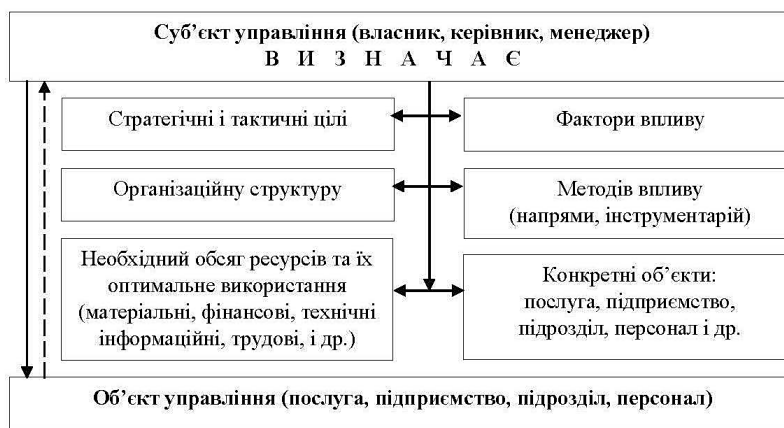 Суб’єкт управління (власник, керівник, менеджер)
В И З Н А Ч А Є
Стратегічні і тактичні цілі
Фактори впливу
Організаційну структуру
Методів впливу
(напрями, інструментарій)
Необхідний обсяг ресурсів та їх
оптимальне використання
(матеріальні, фінансові, технічні
інформаційні, трудові, і др.)
Конкретні об’єкти:
послуга, підприємство,
підрозділ, персонал і др.
Об’єкт управління (послуга, підприємство, підрозділ, персонал)